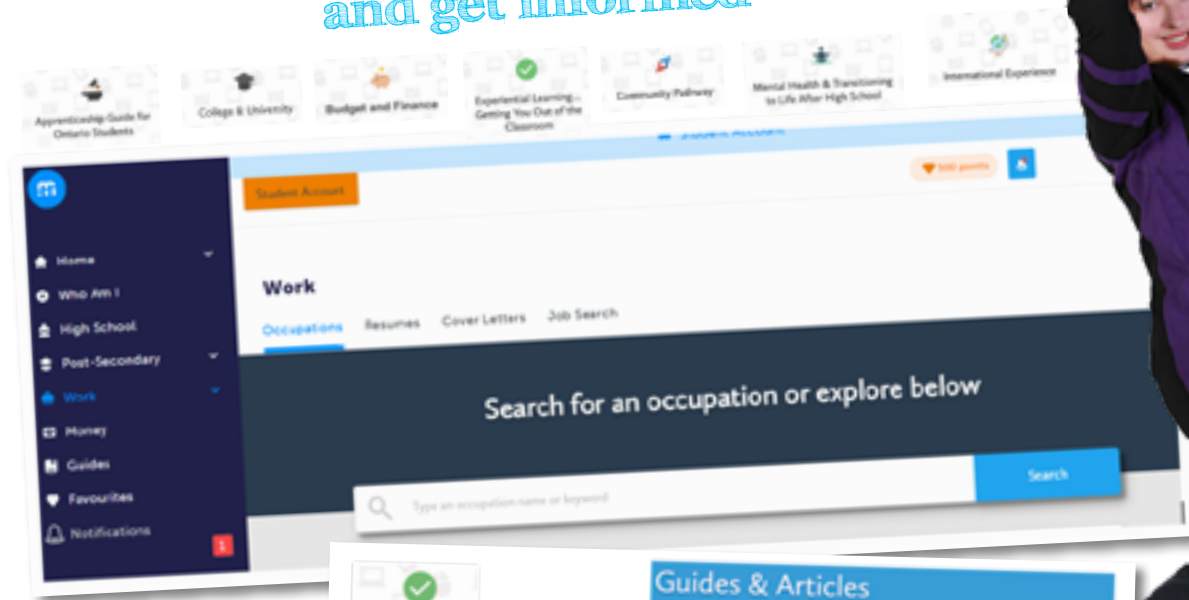 and get informed
Apprenticeship Guide for
Ontario Students
College & University
Budget and Finance
Experiential Learning...
Getting You Out of the
Classroom
Community Pathway
Mental Health & Transitioning
to Life After High School
International Experience
Student Account
Student Account
500 points
m
Home
Who Am I
High School
Post-Secondary
Work
Money
Guides
Favourites
Notifications
1
Work
Occupations
Resumes
Cover Letters
Job Search
Search for an occupation or explore below
Type an occupation name or keyword
Search
Guides & Articles